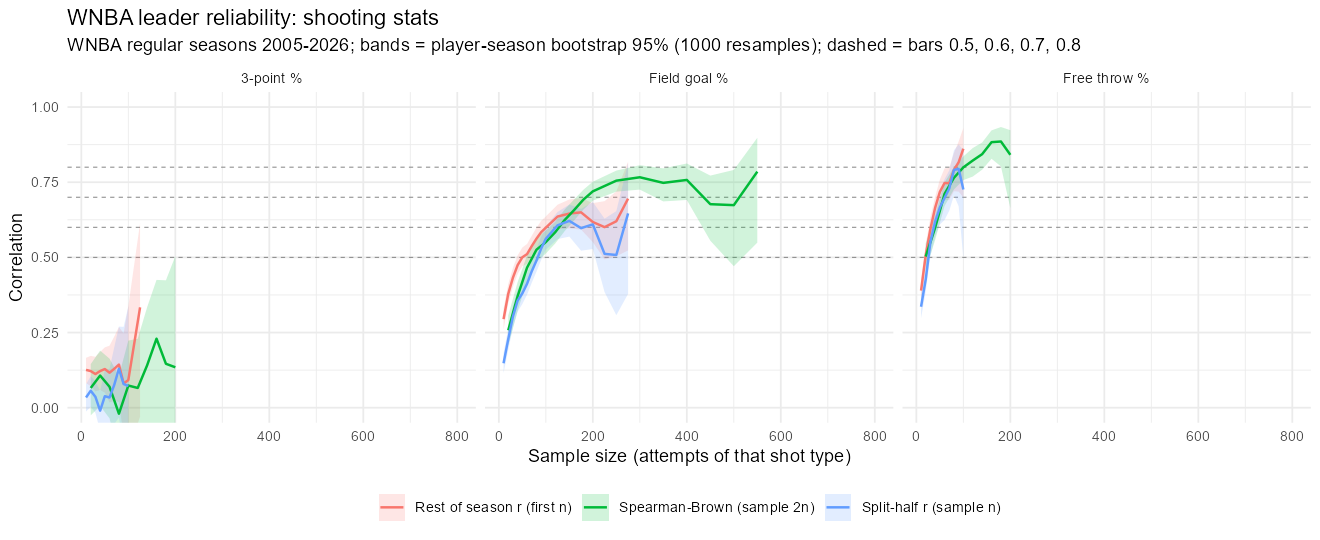 WNBA leader reliability: shooting stats
WNBA regular seasons 2005-2026; bands = player-season bootstrap 95% (1000 resamples); dashed = bars 0.5, 0.6, 0.7, 0.8
3-point %
Field goal %
Free throw %
Correlation
1.00
0.75
0.50
0.25
0.00
0 200 400 600 800
0 200 400 600 800
0 200 400 600 800
Sample size (attempts of that shot type)
Rest of season r (first n)
Spearman-Brown (sample 2n)
Split-half r (sample n)